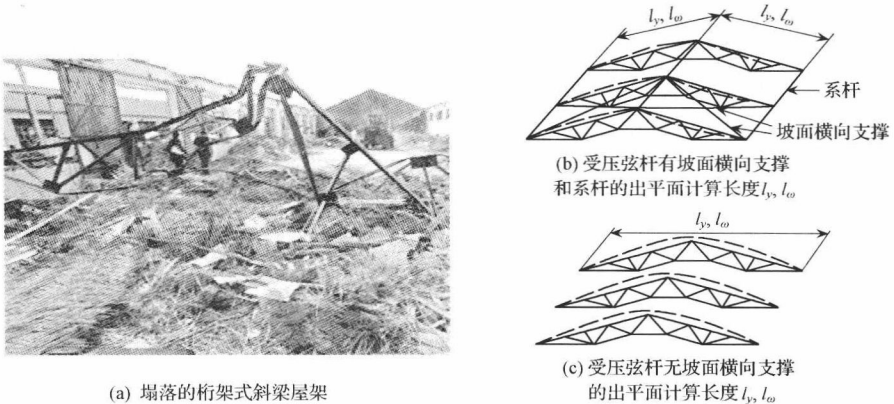 l_y, l_ω
l_y, l_ω
系杆
坡面横向支撑
(b) 受压弦杆有坡面横向支撑
和系杆的出平面计算长度l_y, l_ω
l_y, l_ω
(c) 受压弦杆无坡面横向支撑
的出平面计算长度l_y, l_ω
(a) 塌落的桁架式斜梁屋架